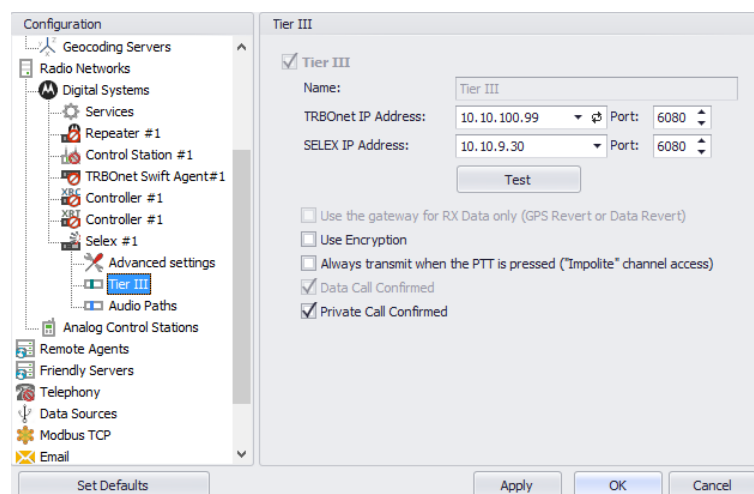 Configuration
Geocoding Servers
Radio Networks
Digital Systems
Services
Repeater #1
Control Station #1
TRBOnet Swift Agent#1
XRC Controller #1
XRT Controller #1
Selex #1
Advanced settings
Tier III
Audio Paths
Analog Control Stations
Remote Agents
Friendly Servers
Telephony
Data Sources
Modbus TCP
Email
Set Defaults
Tier III
Tier III
Name: Tier III
TRBOnet IP Address: 10.10.100.99 Port: 6080
SELEX IP Address: 10.10.9.30 Port: 6080
Test
Use the gateway for RX Data only (GPS Revert or Data Revert)
Use Encryption
Always transmit when the PTT is pressed ("Impolite" channel access)
Data Call Confirmed
Private Call Confirmed
Apply OK Cancel